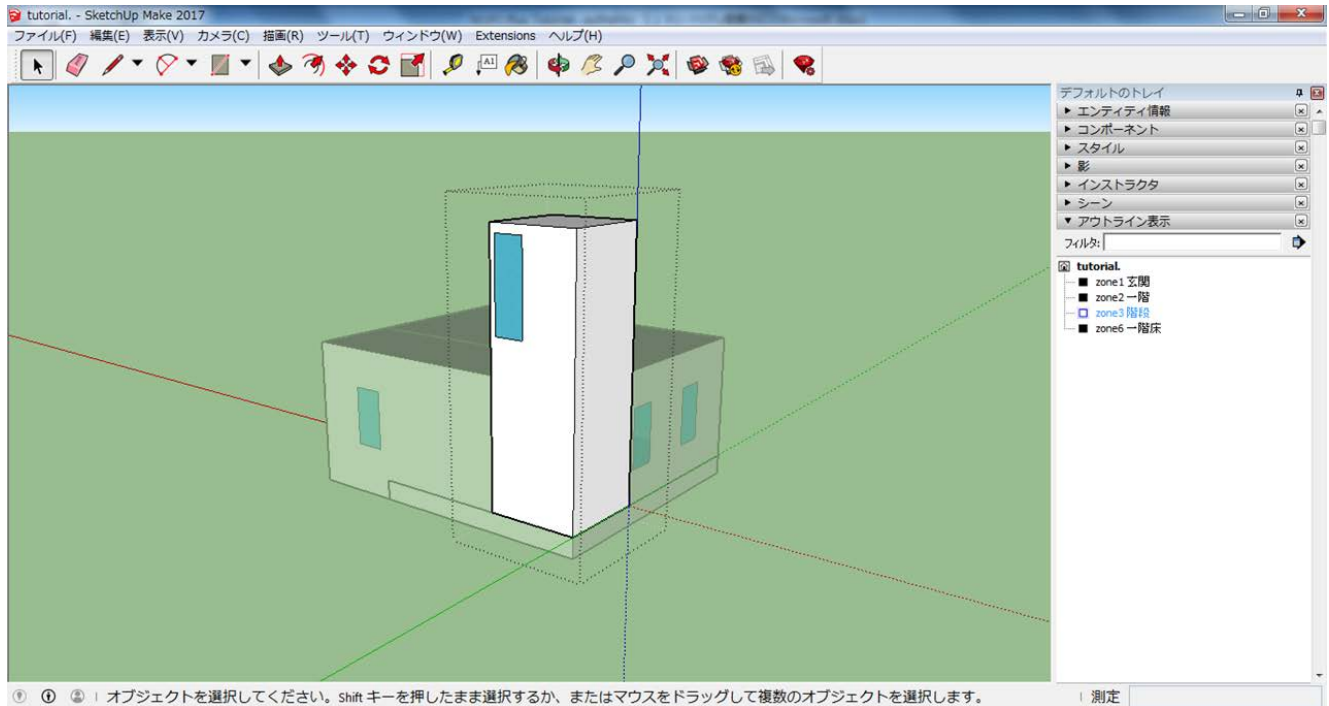 tutorial. - SketchUp Make 2017
ファイル(F) 編集(E) 表示(V) カメラ(C) 描画(R) ツール(T) ウィンドウ(W) Extensions ヘルプ(H)
A1
デフォルトのトレイ
エンティティ情報
コンポーネント
スタイル
影
インストラクタ
シーン
アウトライン表示
フィルタ:
tutorial.
zone1 玄関
zone2 一階
zone3 階段
zone6 一階床
オブジェクトを選択してください。Shift キーを押したまま選択するか、またはマウスをドラッグして複数のオブジェクトを選択します。
測定